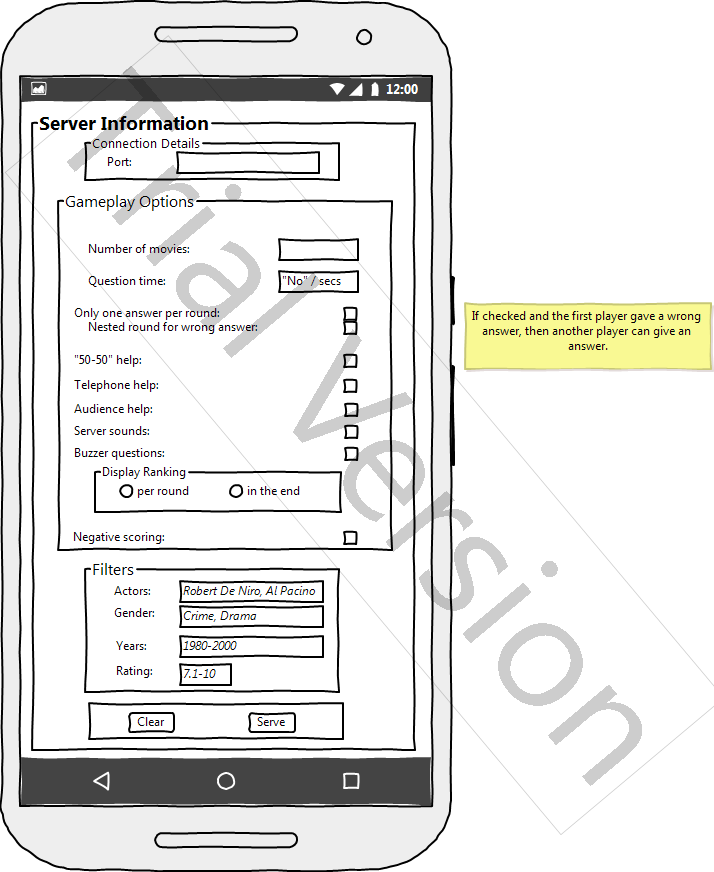 12:00
Server Information
Connection Details
Port:
Gameplay Options
Number of movies:
Question time: "No" / secs
Only one answer per round:
Nested round for wrong answer:
If checked and the first player gave a wrong
answer, then another player can give an
answer.
"50-50" help:
Telephone help:
Audience help:
Server sounds:
Buzzer questions:
Display Ranking
per round in the end
Negative scoring:
Filters
Actors: Robert De Niro, Al Pacino
Gender: Crime, Drama
Years: 1980-2000
Rating: 7.1-10
Clear Serve
Trial Version